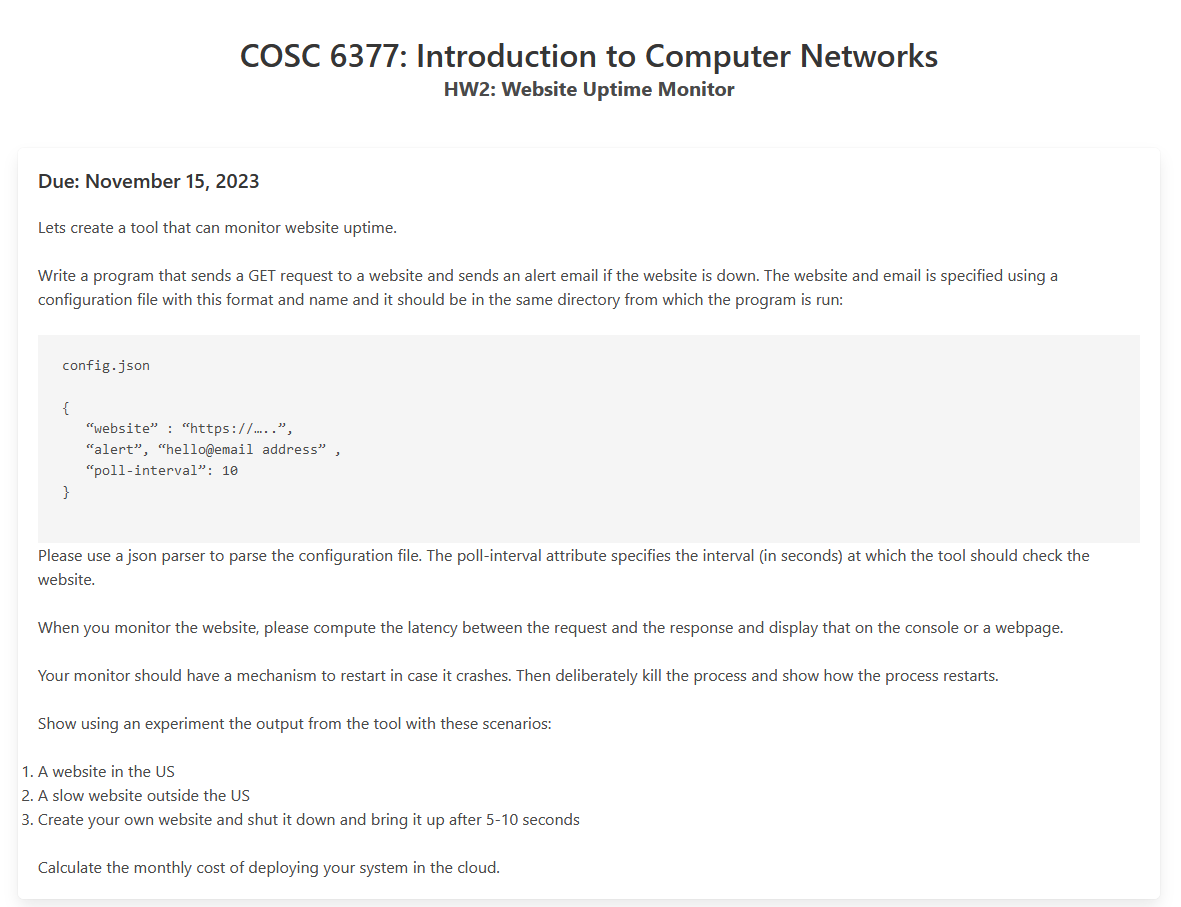 COSC 6377: Introduction to Computer Networks
HW2: Website Uptime Monitor
Due: November 15, 2023
Lets create a tool that can monitor website uptime.
Write a program that sends a GET request to a website and sends an alert email if the website is down. The website and email is specified using a
configuration file with this format and name and it should be in the same directory from which the program is run:
config.json
{
“website” : “https://…..”,
“alert”, “hello@email address” ,
“poll-interval”: 10
}
Please use a json parser to parse the configuration file. The poll-interval attribute specifies the interval (in seconds) at which the tool should check the
website.
When you monitor the website, please compute the latency between the request and the response and display that on the console or a webpage.
Your monitor should have a mechanism to restart in case it crashes. Then deliberately kill the process and show how the process restarts.
Show using an experiment the output from the tool with these scenarios:
1. A website in the US
2. A slow website outside the US
3. Create your own website and shut it down and bring it up after 5-10 seconds
Calculate the monthly cost of deploying your system in the cloud.